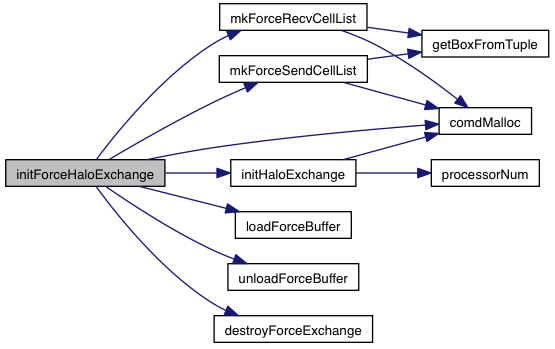 mkForceRecvCellList
getBoxFromTuple
mkForceSendCellList
comdMalloc
initForceHaloExchange
initHaloExchange
processorNum
loadForceBuffer
unloadForceBuffer
destroyForceExchange